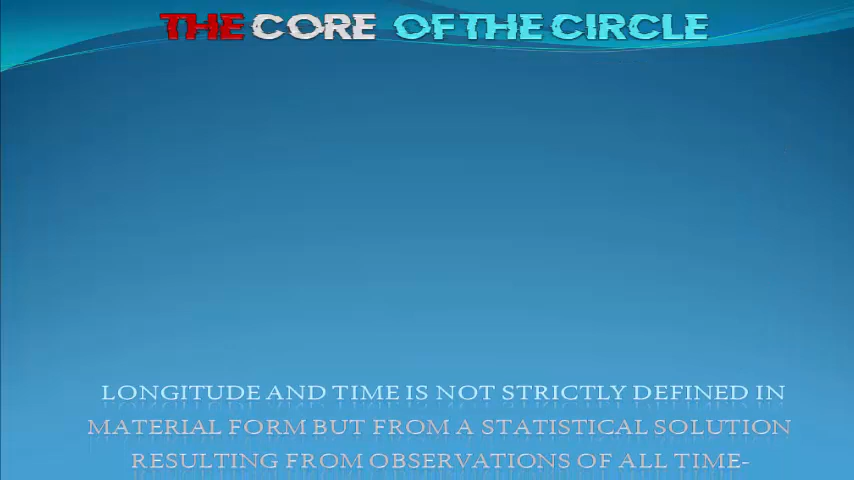 THE CORE OF THE CIRCLE
LONGITUDE AND TIME IS NOT STRICTLY DEFINED IN
MATERIAL FORM BUT FROM A STATISTICAL SOLUTION
RESULTING FROM OBSERVATIONS OF ALL TIME-